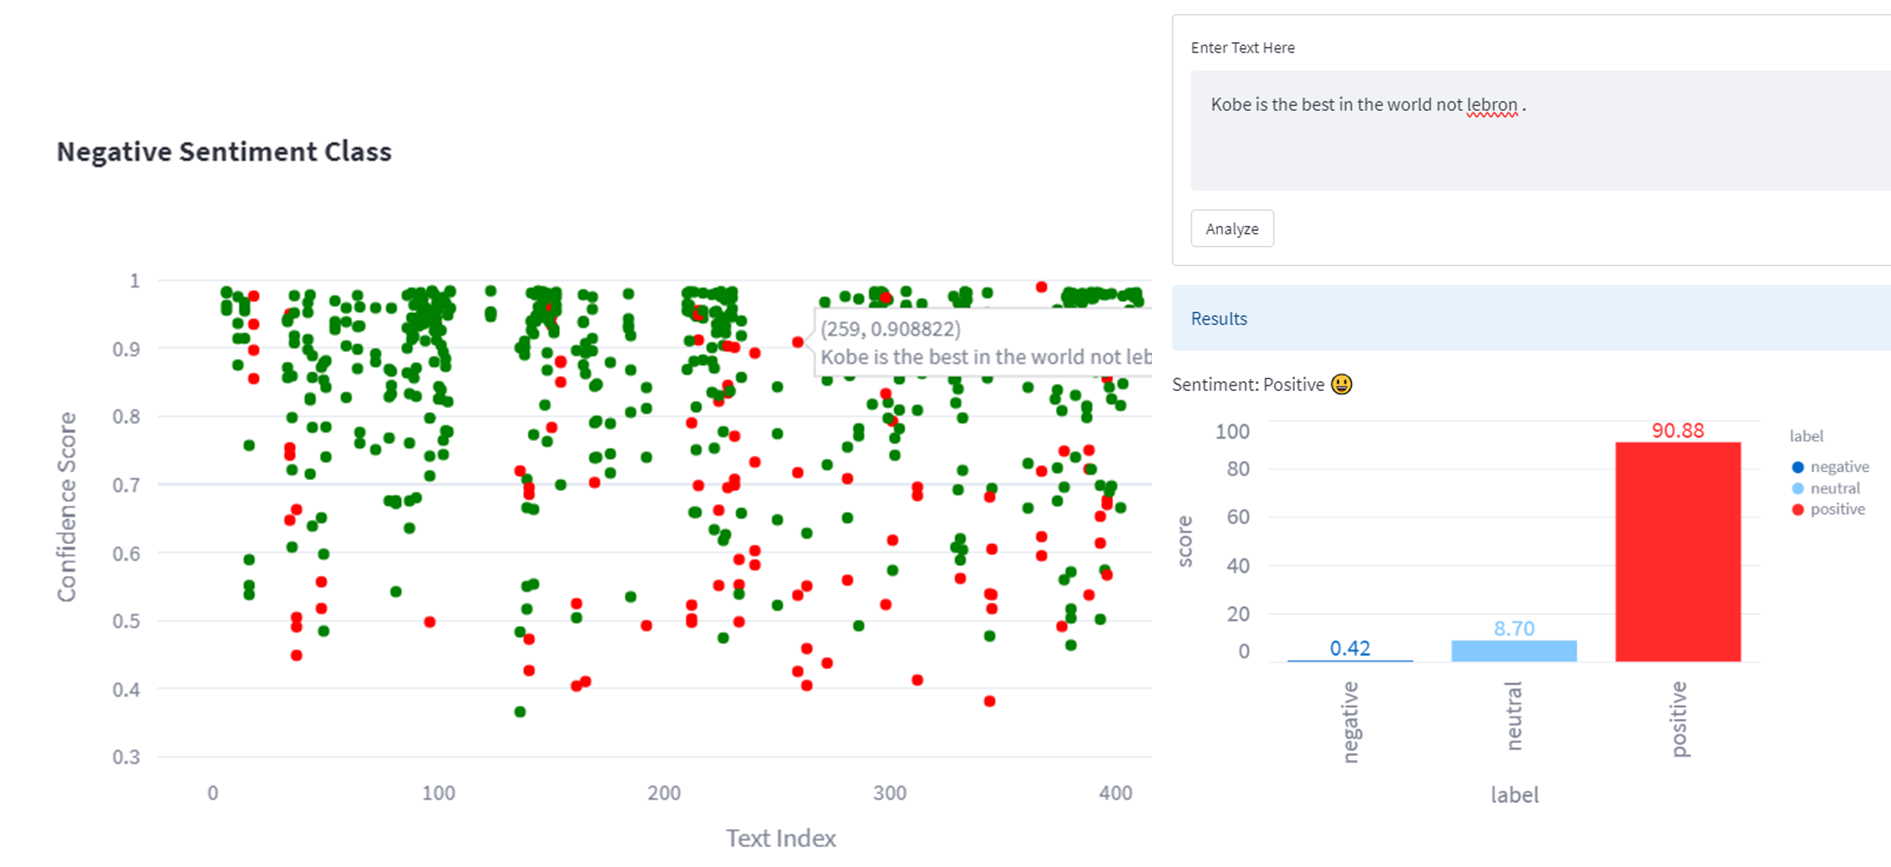 Negative Sentiment Class
Confidence Score
1
0.9
0.8
0.7
0.6
0.5
0.4
0.3
0
100
200
300
400
Text Index
(259, 0.908822)
Kobe is the best in the world not leb
Enter Text Here
Kobe is the best in the world not lebron .
Analyze
Results
Sentiment: Positive 😃
score
100
80
60
40
20
0
0.42
8.70
90.88
negative
neutral
positive
label
label
negative
neutral
positive